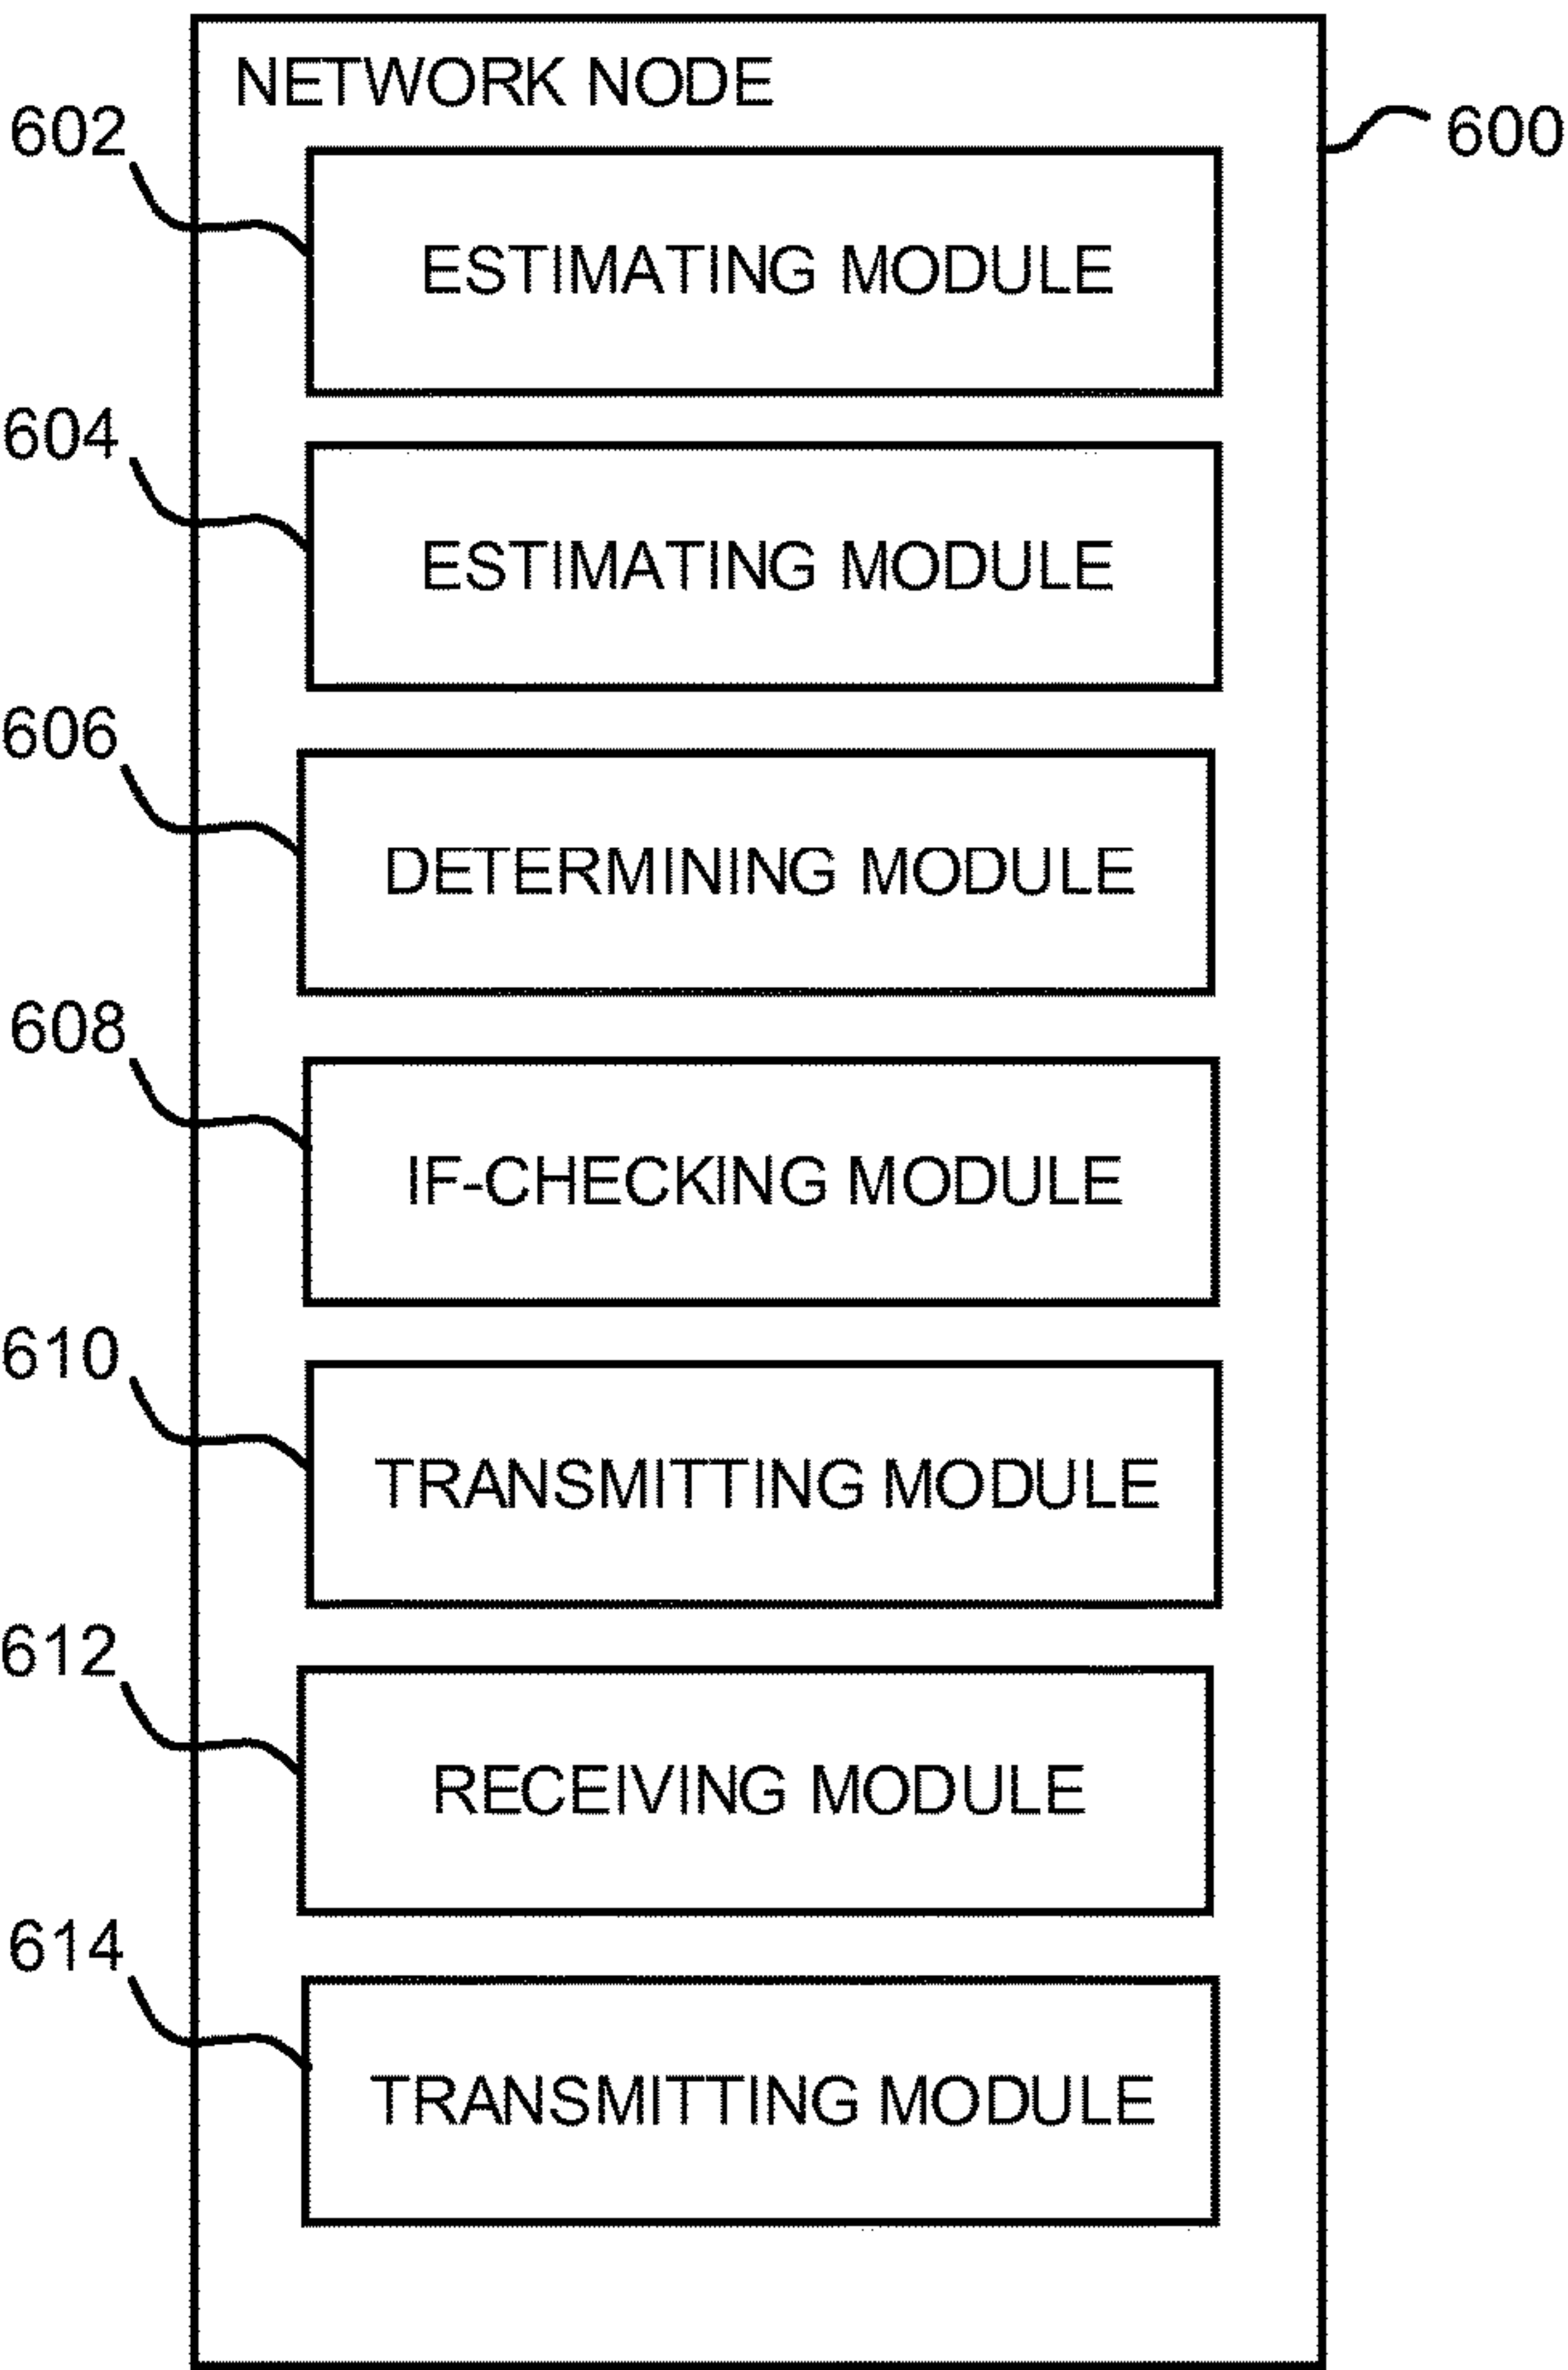 NETWORK NODE
600
602
ESTIMATING MODULE
604
ESTIMATING MODULE
606
DETERMINING MODULE
608
IF-CHECKING MODULE
610
TRANSMITTING MODULE
612
RECEIVING MODULE
614
TRANSMITTING MODULE